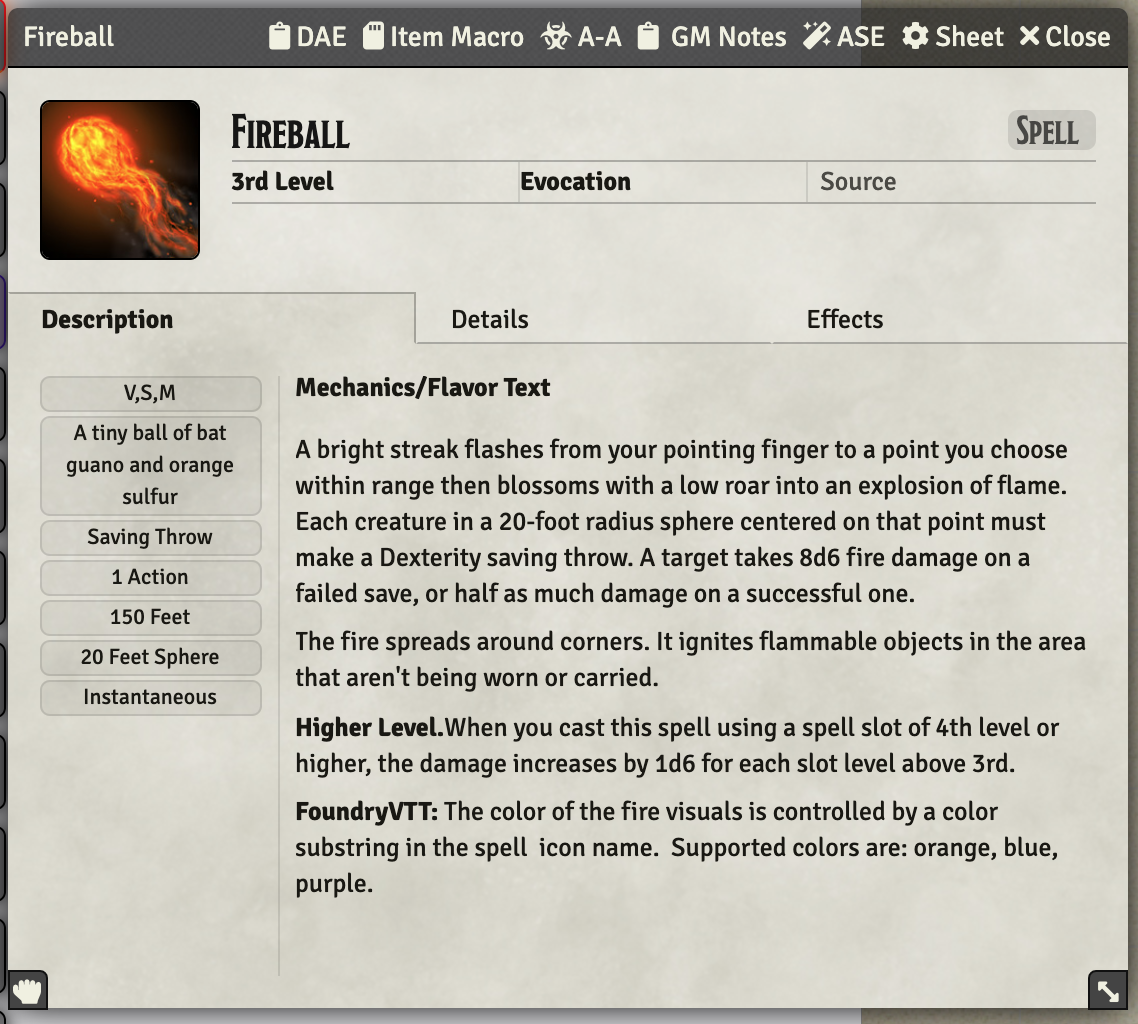 Fireball DAE Item Macro A-A GM Notes ASE Sheet Close
Fireball
Spell
3rd Level Evocation Source
Description Details Effects
V,S,M
A tiny ball of bat
guano and orange
sulfur
Saving Throw
1 Action
150 Feet
20 Feet Sphere
Instantaneous
Mechanics/Flavor Text
A bright streak flashes from your pointing finger to a point you choose
within range then blossoms with a low roar into an explosion of flame.
Each creature in a 20-foot radius sphere centered on that point must
make a Dexterity saving throw. A target takes 8d6 fire damage on a
failed save, or half as much damage on a successful one.
The fire spreads around corners. It ignites flammable objects in the area
that aren't being worn or carried.
Higher Level.When you cast this spell using a spell slot of 4th level or
higher, the damage increases by 1d6 for each slot level above 3rd.
FoundryVTT: The color of the fire visuals is controlled by a color
substring in the spell  icon name.  Supported colors are: orange, blue,
purple.